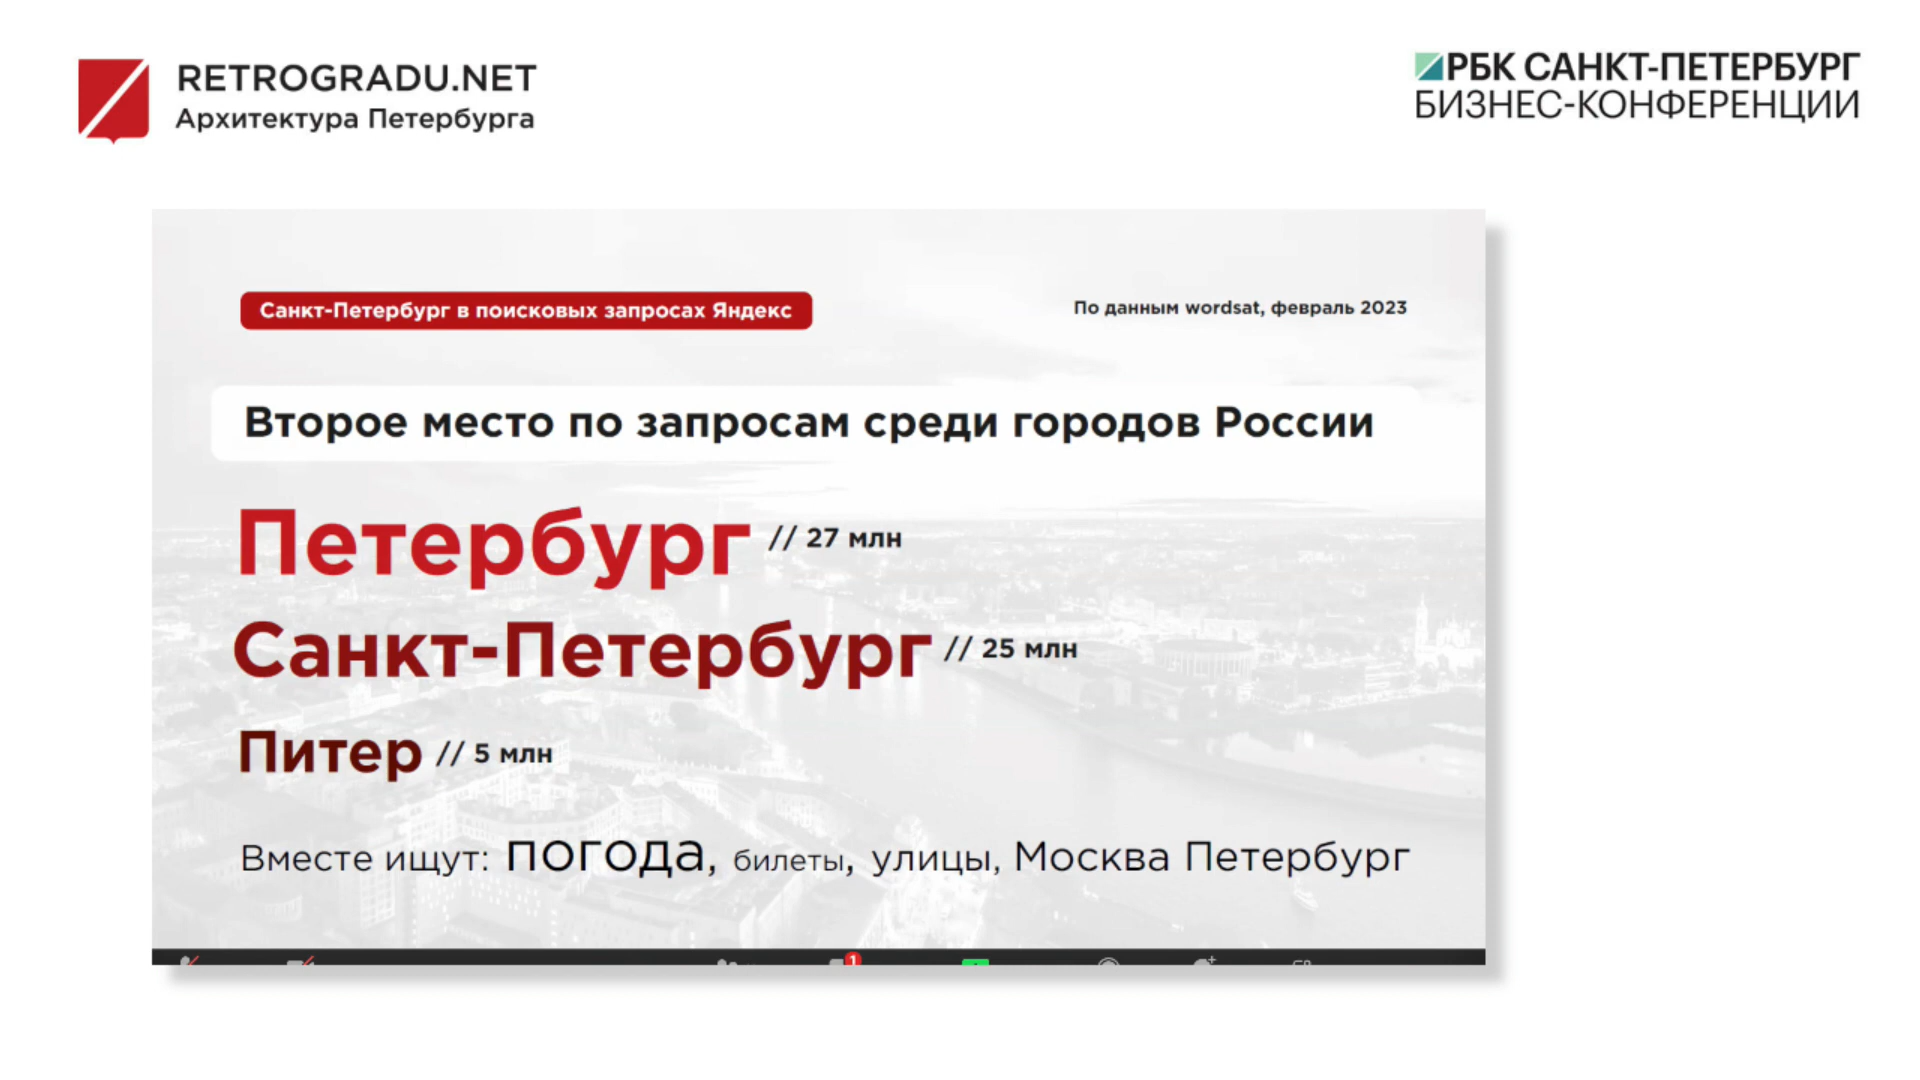 RETROGRADU.NET
Архитектура Петербурга
РБК САНКТ-ПЕТЕРБУРГ
БИЗНЕС-КОНФЕРЕНЦИИ
Санкт-Петербург в поисковых запросах Яндекс
По данным wordsat, февраль 2023
Второе место по запросам среди городов России
Петербург // 27 млн
Санкт-Петербург // 25 млн
Питер // 5 млн
Вместе ищут: погода, билеты, улицы, Москва Петербург
1